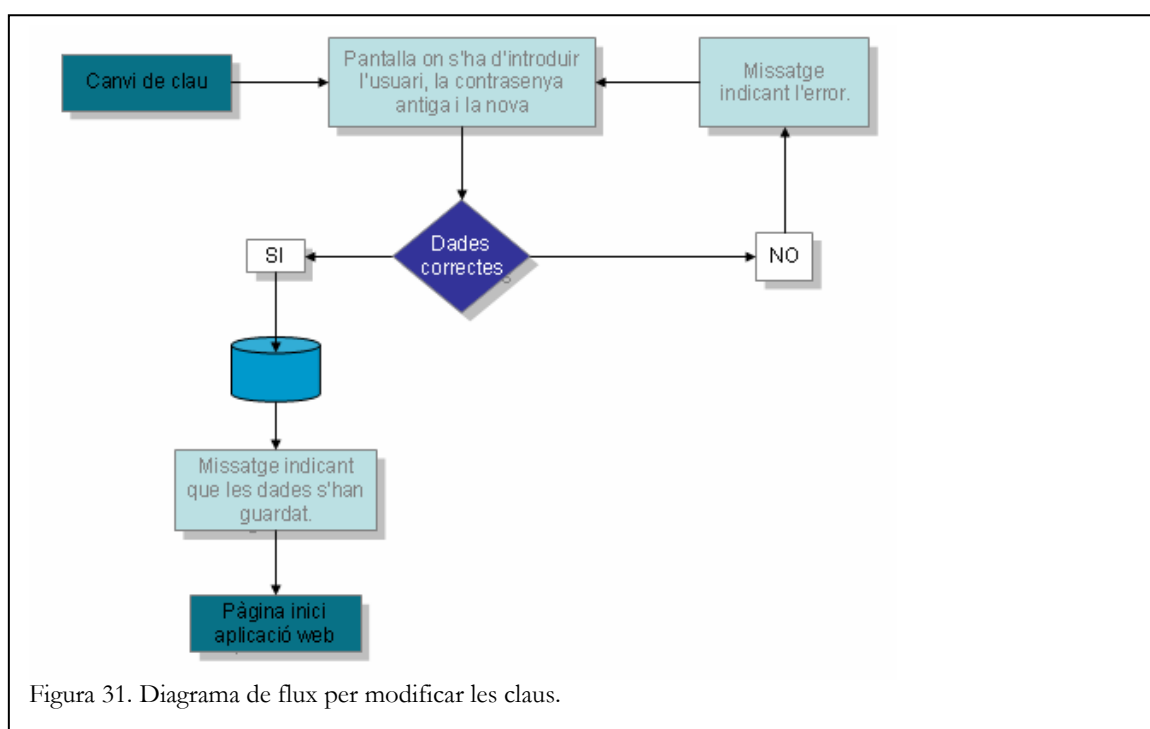 Canvi de clau
Pantalla on s'ha d'introduir
l'usuari, la contrasenya
antiga i la nova
Missatge
indicant l'error.
Dades
correctes
SI
NO
Missatge indicant
que les dades s'han
guardat.
Pàgina inici
aplicació web
Figura 31. Diagrama de flux per modificar les claus.